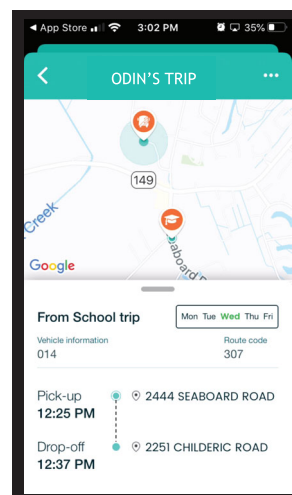 App Store 3:02 PM 35%
ODIN'S TRIP
149
Creek
aboard
Google
From School trip
Mon Tue Wed Thu Fri
Vehicle information Route code
014 307
Pick-up 2444 SEABOARD ROAD
12:25 PM
Drop-off 2251 CHILDERIC ROAD
12:37 PM